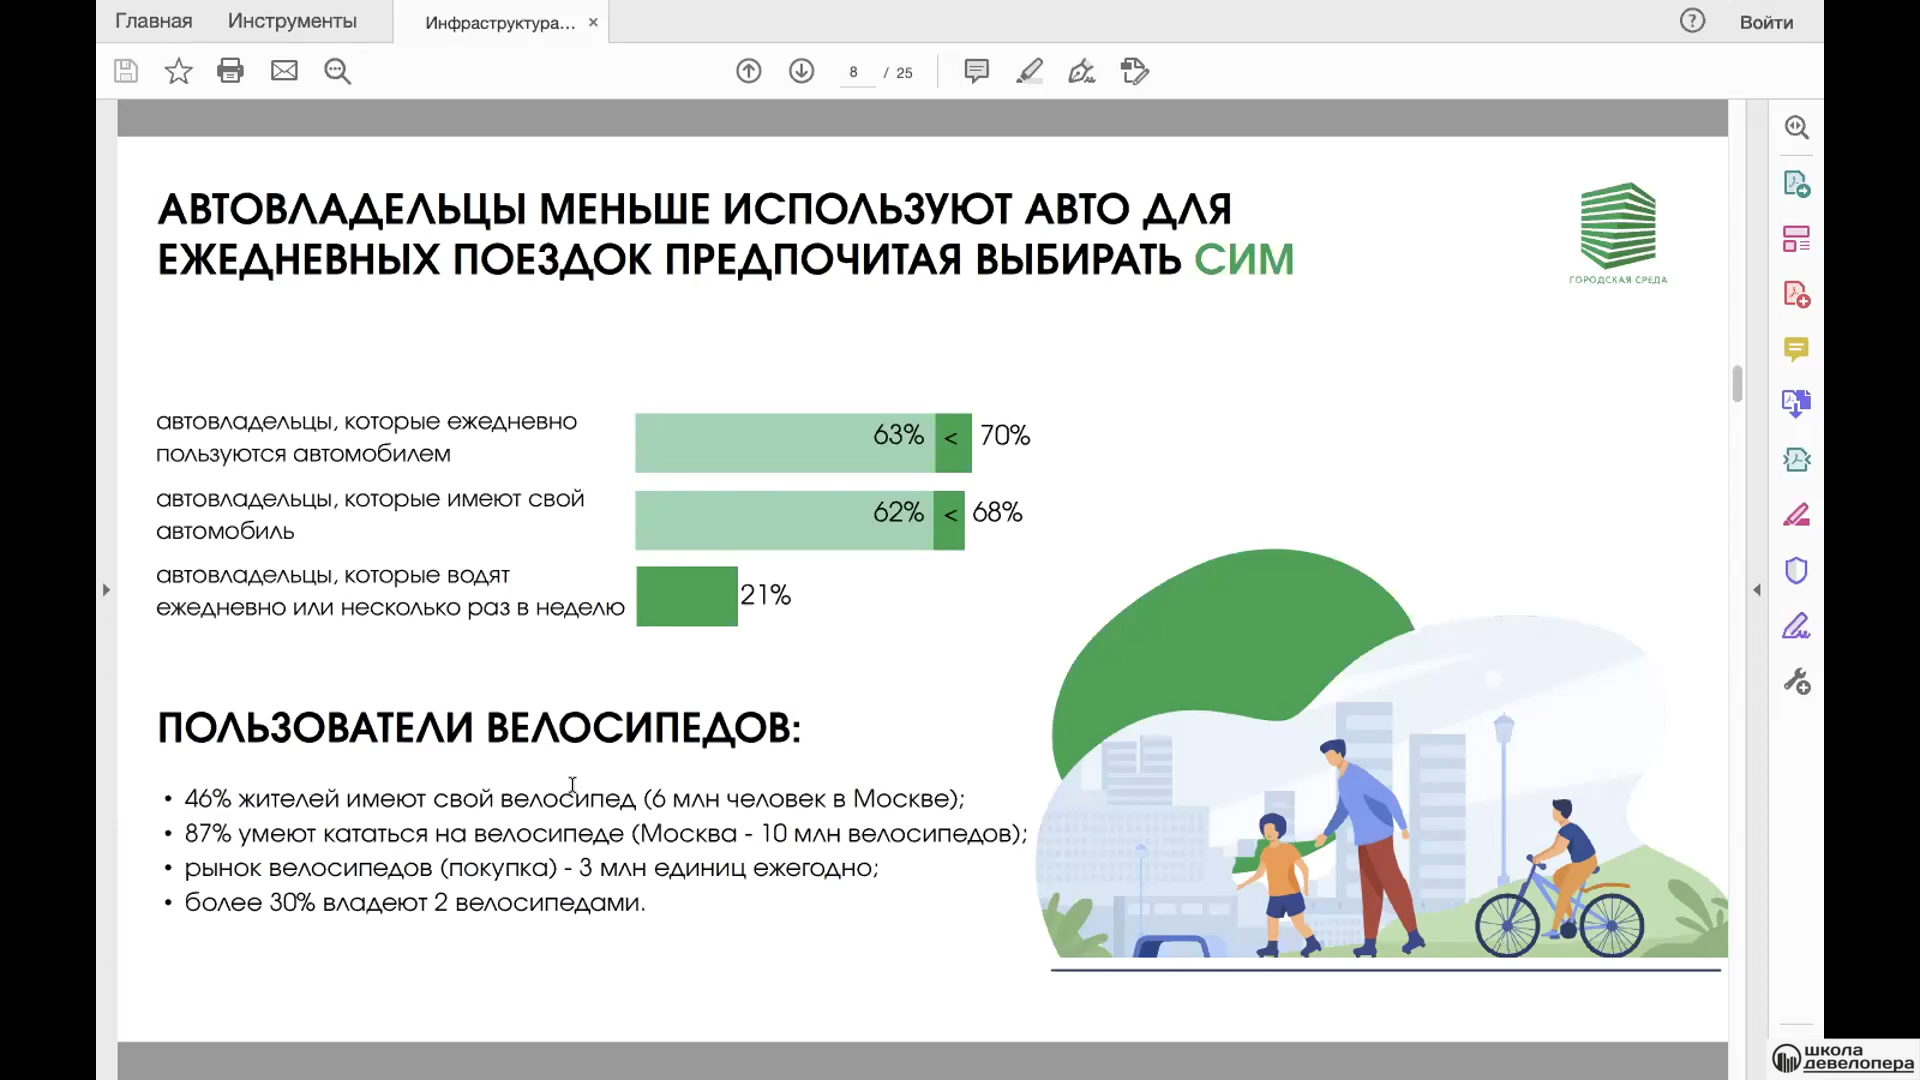 Главная Инструменты Инфраструктура... × ? Войти
8 / 25
АВТОВЛАДЕЛЬЦЫ МЕНЬШЕ ИСПОЛЬЗУЮТ АВТО ДЛЯ
ЕЖЕДНЕВНЫХ ПОЕЗДОК ПРЕДПОЧИТАЯ ВЫБИРАТЬ СИМ
ГОРОДСКАЯ СРЕДА
автовладельцы, которые ежедневно
пользуются автомобилем
63% < 70%
автовладельцы, которые имеют свой
автомобиль
62% < 68%
автовладельцы, которые водят
ежедневно или несколько раз в неделю
21%
ПОЛЬЗОВАТЕЛИ ВЕЛОСИПЕДОВ:
• 46% жителей имеют свой велосипед (6 млн человек в Москве);
• 87% умеют кататься на велосипеде (Москва - 10 млн велосипедов);
• рынок велосипедов (покупка) - 3 млн единиц ежегодно;
• более 30% владеют 2 велосипедами.
школа
девелопера